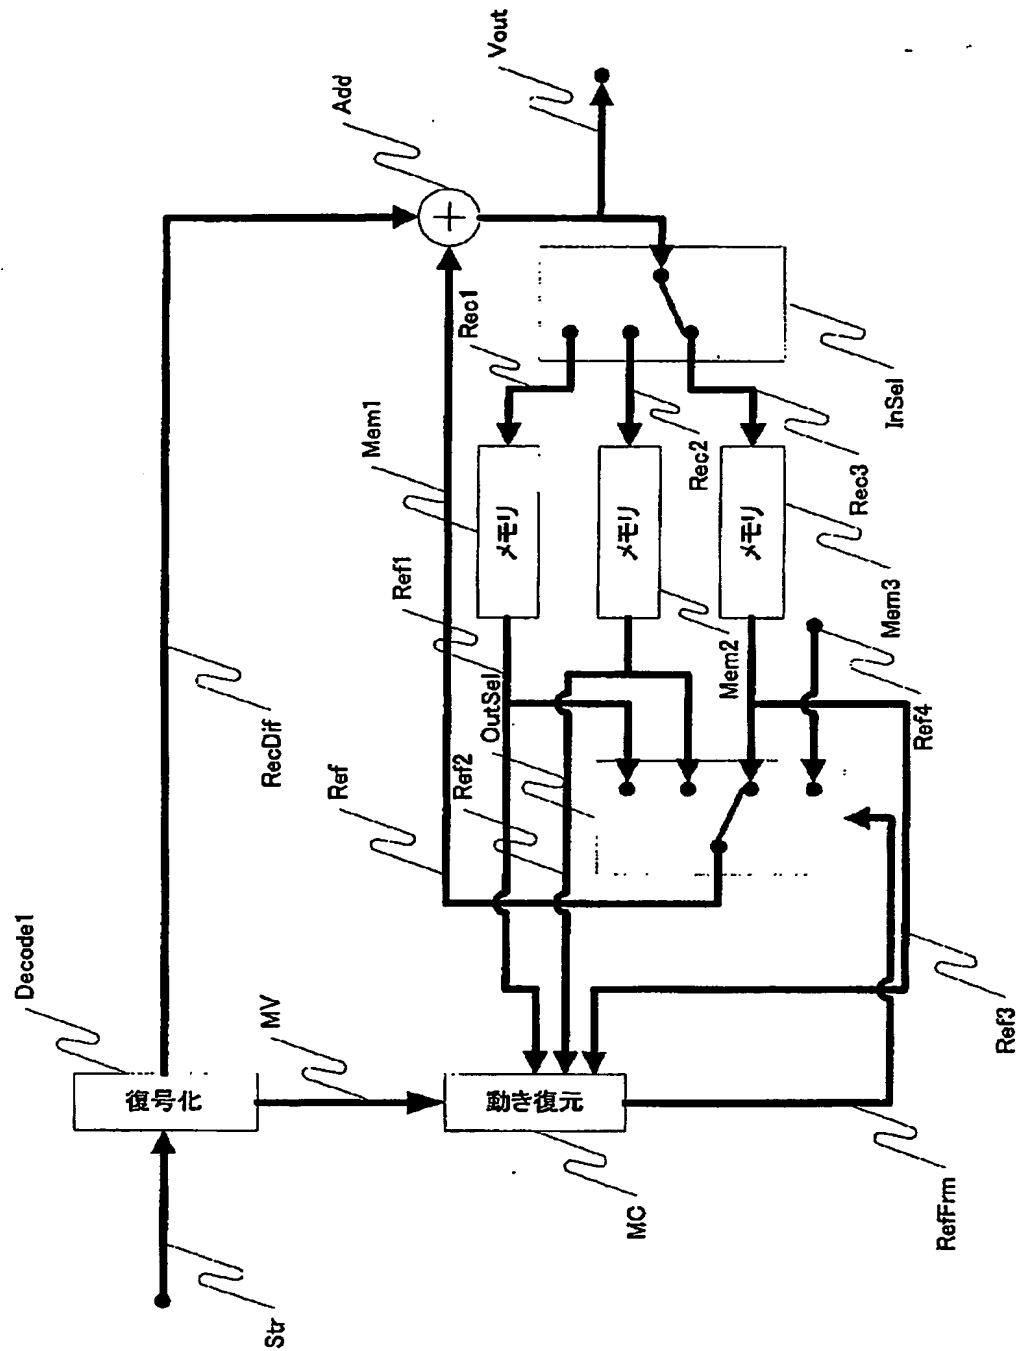 Vout
Add
Rec1
InSel
Mem1
Rec2
Rec3
メモリ
メモリ
メモリ
Ref1
Mem3
Mem2
OutSel
Ref4
RecDif
Ref
Ref2
Decode1
MV
Ref3
復号化
動き復元
MC
RefFrm
Str